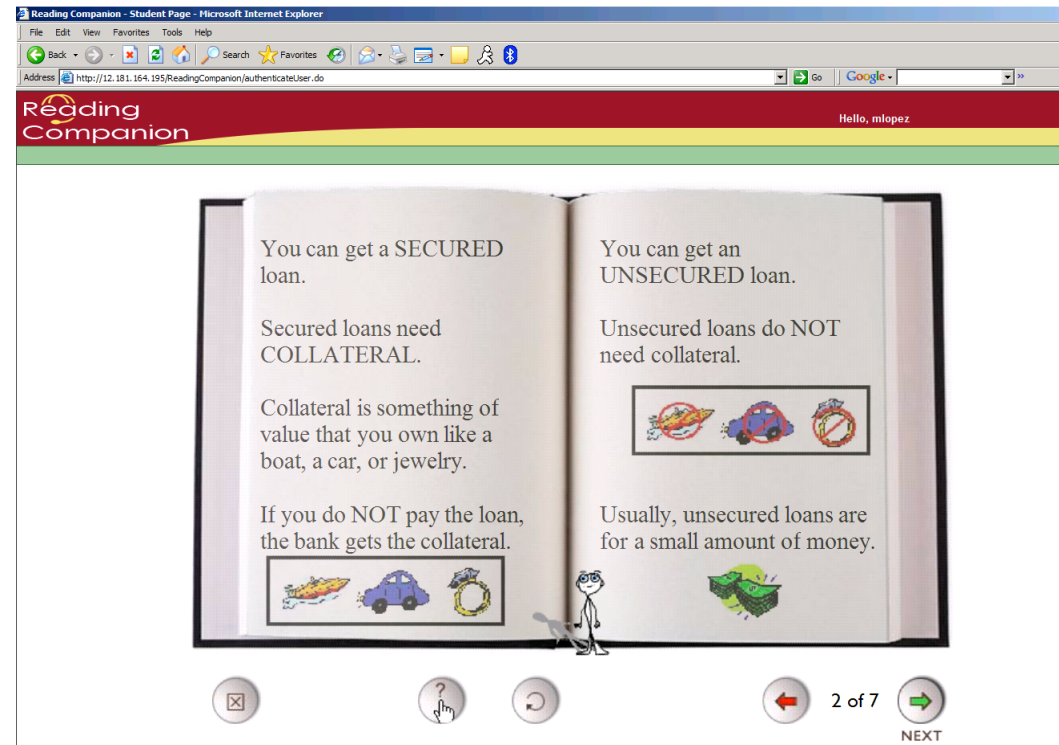 Reading Companion - Student Page - Microsoft Internet Explorer
File Edit View Favorites Tools Help
Back Search Favorites
Address http://12.181.164.195/ReadingCompanion/authenticateUser.do Go Google
Reading
Companion
Hello, mlopez
You can get a SECURED
loan.
Secured loans need
COLLATERAL.
Collateral is something of
value that you own like a
boat, a car, or jewelry.
If you do NOT pay the loan,
the bank gets the collateral.
You can get an
UNSECURED loan.
Unsecured loans do NOT
need collateral.
Usually, unsecured loans are
for a small amount of money.
?
2 of 7
NEXT